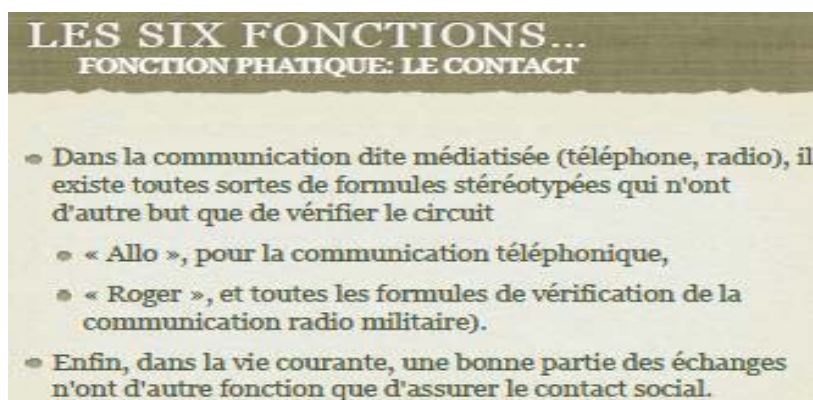 LES SIX FONCTIONS...
FONCTION PHATIQUE: LE CONTACT
Dans la communication dite médiatisée (téléphone, radio), il
existe toutes sortes de formules stéréotypées qui n'ont
d'autre but que de vérifier le circuit
« Allo », pour la communication téléphonique,
« Roger », et toutes les formules de vérification de la
communication radio militaire).
Enfin, dans la vie courante, une bonne partie des échanges
n'ont d'autre fonction que d'assurer le contact social.